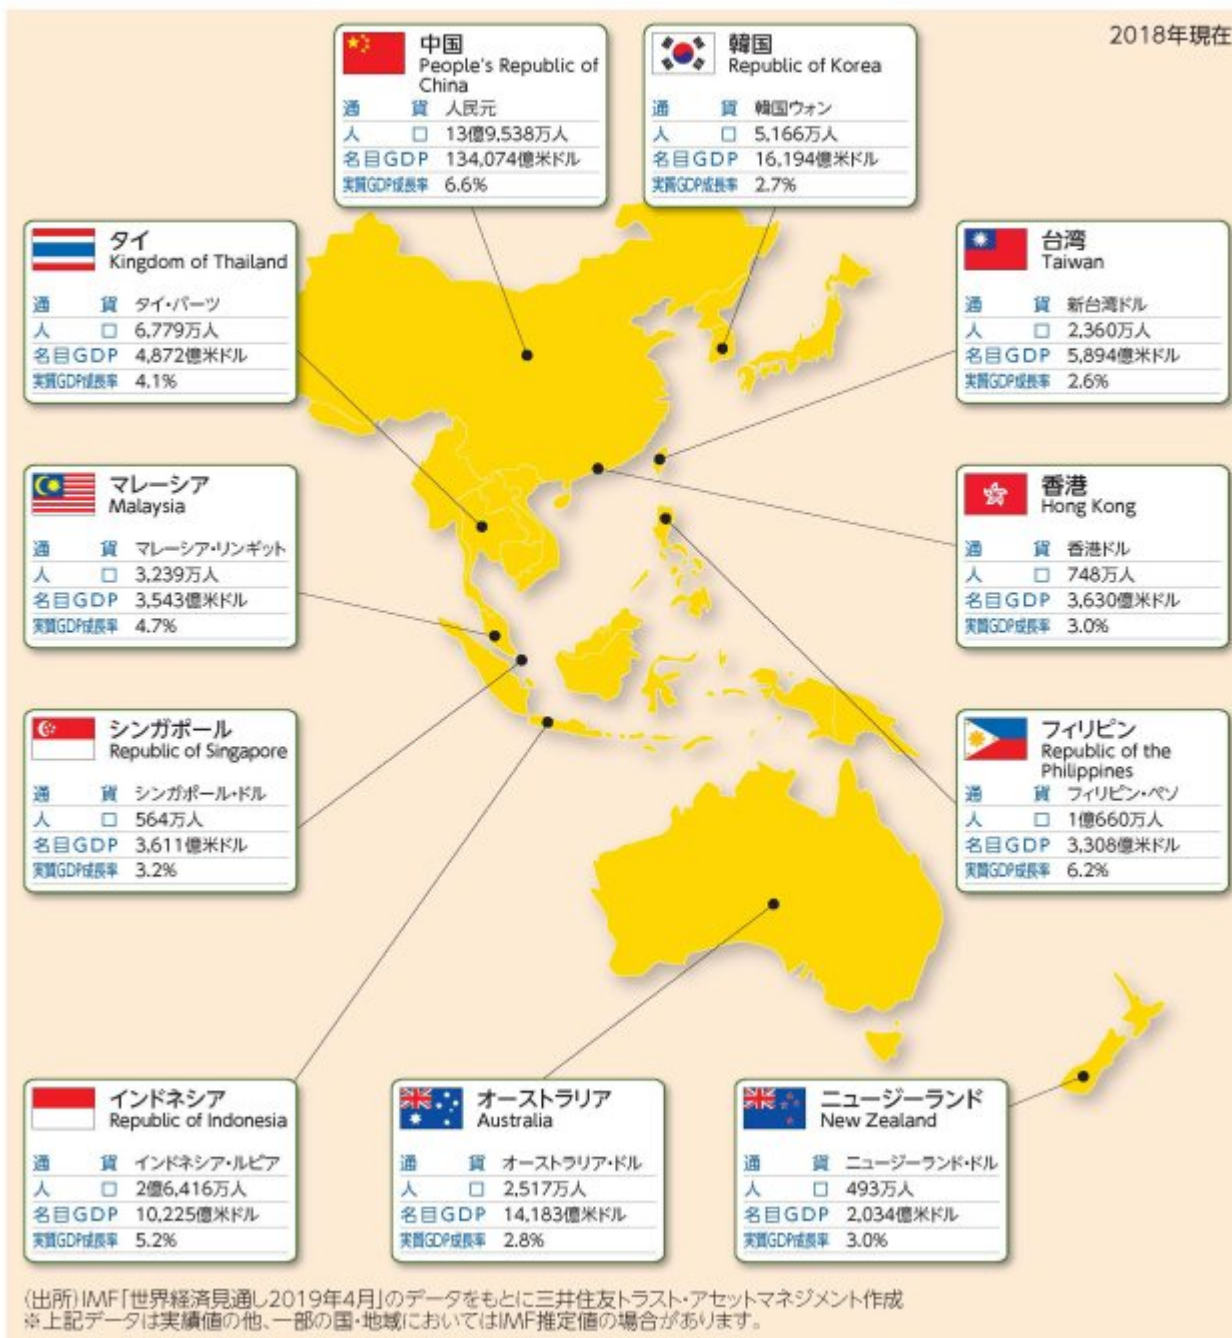 2018年現在
中国
People's Republic of
China
通貨 人民元
人口 13億9,538万人
名目GDP 134,074億米ドル
実質GDP成長率 6.6%
韓国
Republic of Korea
通貨 韓国ウォン
人口 5,166万人
名目GDP 16,194億米ドル
実質GDP成長率 2.7%
タイ
Kingdom of Thailand
通貨 タイ・バーツ
人口 6,779万人
名目GDP 4,872億米ドル
実質GDP成長率 4.1%
台湾
Taiwan
通貨 新台湾ドル
人口 2,360万人
名目GDP 5,894億米ドル
実質GDP成長率 2.6%
マレーシア
Malaysia
通貨 マレーシア・リンギット
人口 3,239万人
名目GDP 3,543億米ドル
実質GDP成長率 4.7%
香港
Hong Kong
通貨 香港ドル
人口 748万人
名目GDP 3,630億米ドル
実質GDP成長率 3.0%
シンガポール
Republic of Singapore
通貨 シンガポール・ドル
人口 564万人
名目GDP 3,611億米ドル
実質GDP成長率 3.2%
フィリピン
Republic of the
Philippines
通貨 フィリピン・ペソ
人口 1億660万人
名目GDP 3,308億米ドル
実質GDP成長率 6.2%
インドネシア
Republic of Indonesia
通貨 インドネシア・ルピア
人口 2億6,416万人
名目GDP 10,225億米ドル
実質GDP成長率 5.2%
オーストラリア
Australia
通貨 オーストラリア・ドル
人口 2,517万人
名目GDP 14,183億米ドル
実質GDP成長率 2.8%
ニュージーランド
New Zealand
通貨 ニュージーランド・ドル
人口 493万人
名目GDP 2,034億米ドル
実質GDP成長率 3.0%
(出所)IMF「世界経済見通し2019年4月」のデータをもとに三井住友トラスト・アセットマネジメント作成
※上記データは実績値の他、一部の国・地域においてはIMF推定値の場合があります。